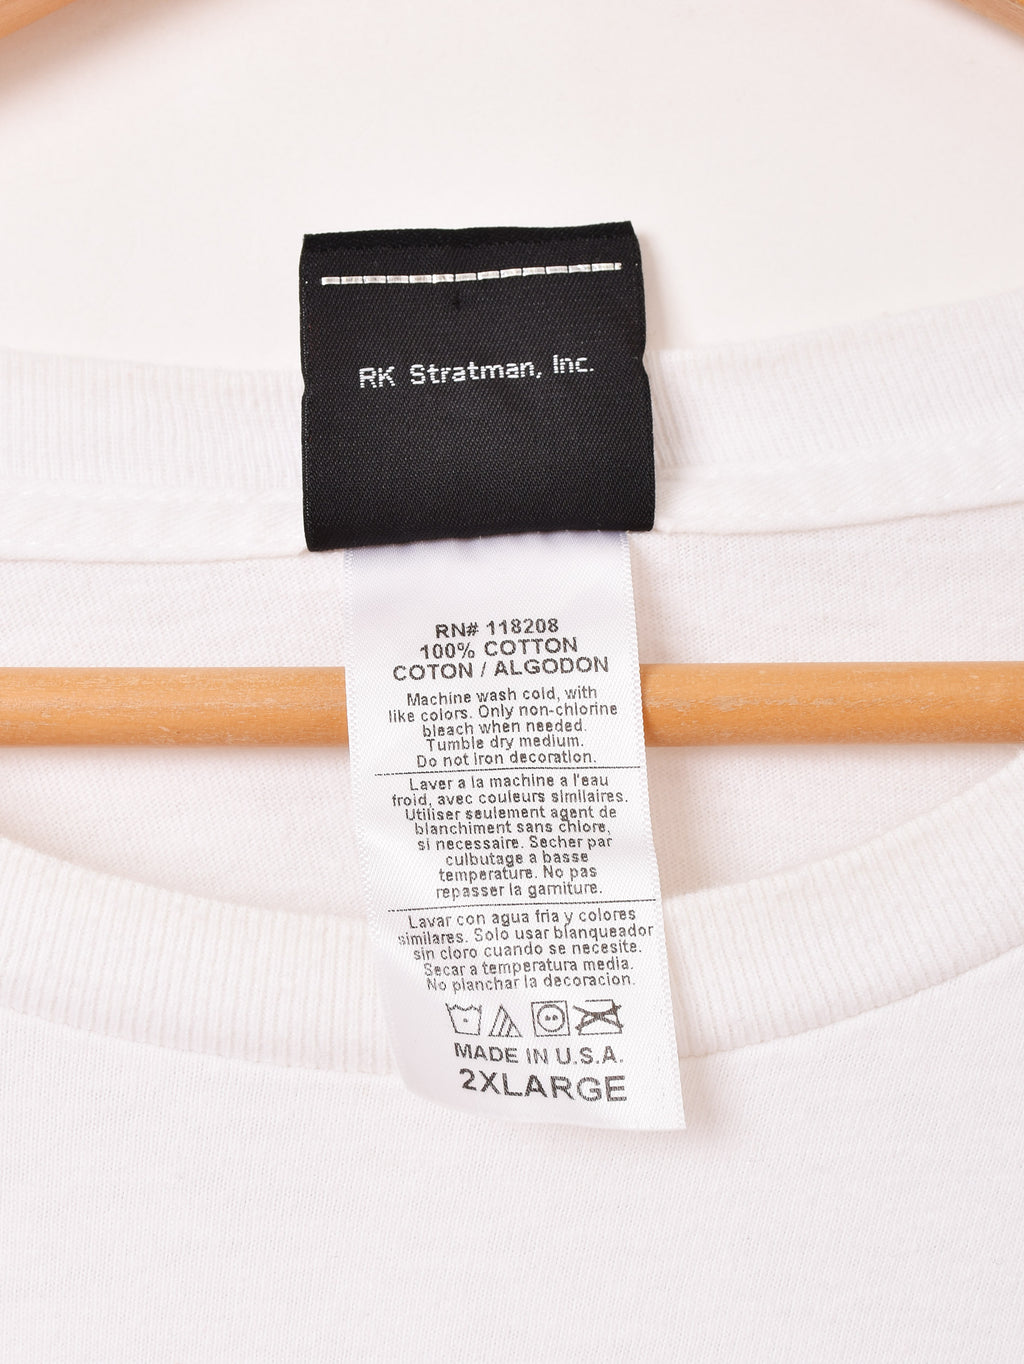 RK Stratman, Inc.
RN# 118208
100% COTTON
COTON / ALGODON
Machine wash cold, with
like colors. Only non-chlorine
bleach when needed.
Tumble dry medium.
Do not iron decoration.
Laver a la machine a l'eau
froid, avec couleurs similaires.
Utiliser seulement agent de
blanchiment sans chlore,
si necessaire. Secher par
culbutage a basse
temperature. No pas
repasser la garniture.
Lavar con agua fria y colores
similares. Solo usar blanqueador
sin cloro cuando se necesite.
Secar a temperatura media.
No planchar la decoracion.
MADE IN U.S.A.
2XLARGE